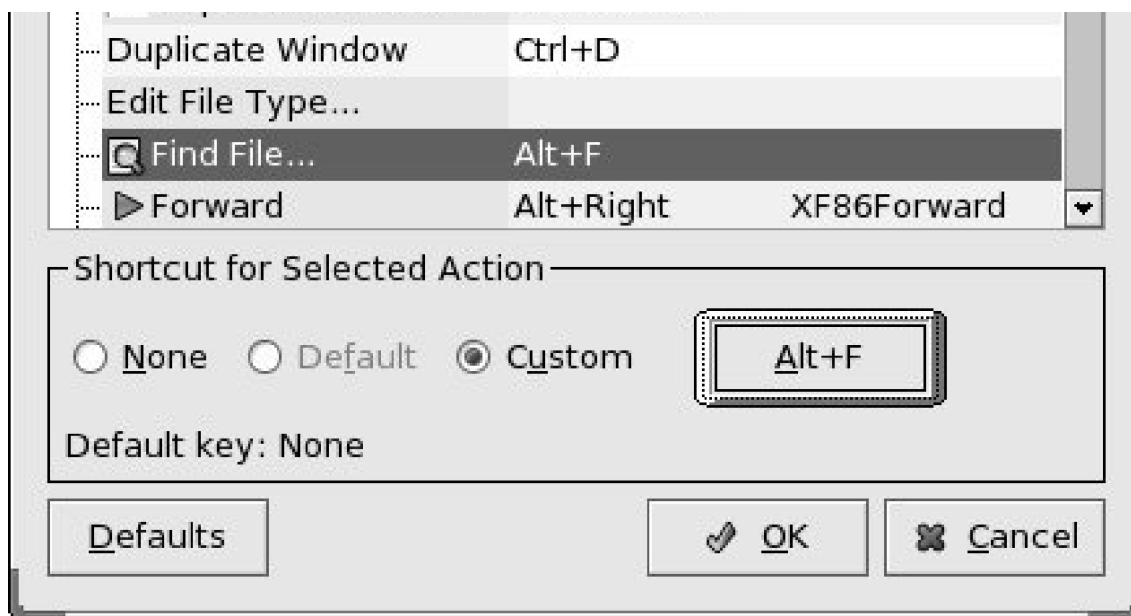 Duplicate Window Ctrl+D
Edit File Type...
Find File... Alt+F
Forward Alt+Right XF86Forward
Shortcut for Selected Action
None Default Custom Alt+F
Default key: None
Defaults OK Cancel